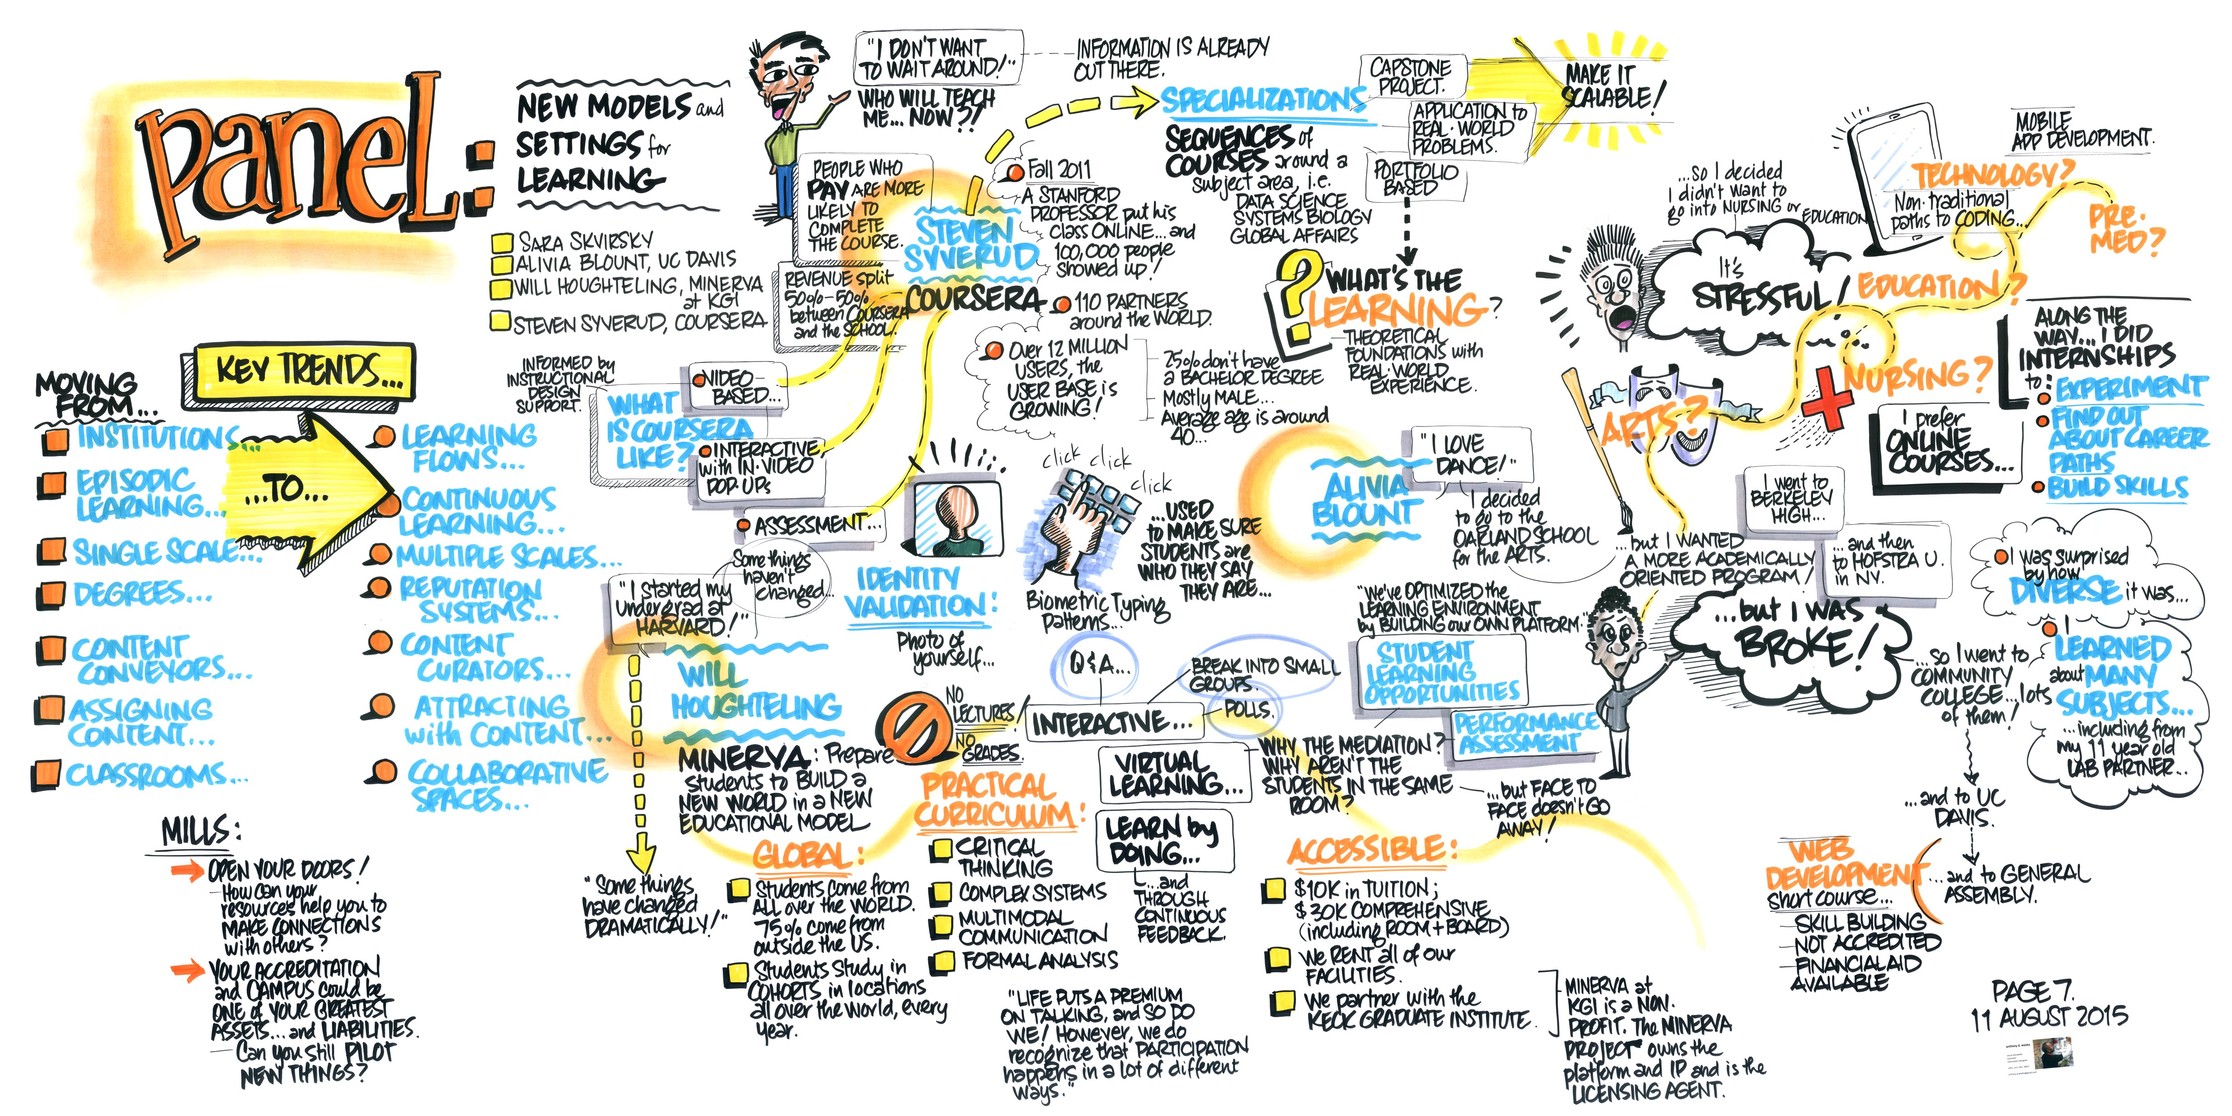 Panel:
NEW MODELS and
SETTINGS for
LEARNING
SARA SKVIRSKY
ALIVIA BLOUNT, UC DAVIS
WILL HOUGHTELING, MINERVA
at KGI
STEVEN SYVERUD, COURSERA
KEY TRENDS...
MOVING
FROM...
INSTITUTIONS...
EPISODIC
LEARNING...
SINGLE SCALE...
DEGREES...
CONTENT
CONVEYORS...
ASSIGNING
CONTENT...
CLASSROOMS...
...TO...
LEARNING
FLOWS...
CONTINUOUS
LEARNING...
MULTIPLE SCALES...
REPUTATION
SYSTEMS...
CONTENT
CURATORS...
ATTRACTING
with CONTENT...
COLLABORATIVE
SPACES...
MILLS:
OPEN YOUR DOORS!
- How can your
resources help you to
MAKE CONNECTIONS
with others?
YOUR ACCREDITATION
and CAMPUS could be
ONE of YOUR GREATEST
ASSETS... and LIABILITIES.
- Can you still PILOT
NEW THINGS?
"I DON'T WANT
TO WAIT AROUND!"
WHO WILL TEACH
ME... NOW?!
INFORMATION IS ALREADY
OUT THERE.
PEOPLE WHO
PAY ARE MORE
LIKELY TO
COMPLETE
THE COURSE.
REVENUE split
50% - 50%
between COURSERA
and the SCHOOL.
STEVEN
SYVERUD
COURSERA
Fall 2011
A STANFORD
PROFESSOR put his
class ONLINE... and
100,000 people
showed up!
110 PARTNERS
around the WORLD.
Over 12 MILLION
USERS, the
USER BASE is
GROWING!
75% don't have
a BACHELOR DEGREE
Mostly MALE...
Average age is around
40...
SPECIALIZATIONS
SEQUENCES of
COURSES around a
subject area, i.e.
DATA SCIENCE
SYSTEMS BIOLOGY
GLOBAL AFFAIRS
CAPSTONE
PROJECT.
APPLICATION to
REAL-WORLD
PROBLEMS.
PORTFOLIO
BASED
MAKE IT
SCALABLE!
?
WHAT'S THE
LEARNING?
THEORETICAL
FOUNDATIONS with
REAL-WORLD
EXPERIENCE.
INFORMED by
INSTRUCTIONAL
DESIGN
SUPPORT.
WHAT
IS COURSERA
LIKE?
VIDEO
BASED...
INTERACTIVE
with IN-VIDEO
POP-UPs
ASSESSMENT...
IDENTITY
VALIDATION:
Photo of
yourself...
click click
click
Biometric Typing
patterns...
...USED
to MAKE SURE
STUDENTS are
WHO THEY SAY
THEY ARE...
"I started my
undergrad at
HARVARD!"
Some things
haven't
changed...
WILL
HOUGHTELING
MINERVA: Prepare
students to BUILD a
NEW WORLD in a NEW
EDUCATIONAL MODEL
"Some things
have changed
DRAMATICALLY!"
GLOBAL:
Students come from
ALL over the WORLD.
75% come from
outside the US.
Students Study in
COHORTS in locations
all over the world, every
year.
NO
LECTURES!
NO
GRADES.
PRACTICAL
CURRICULUM:
CRITICAL
THINKING
COMPLEX SYSTEMS
MULTIMODAL
COMMUNICATION
FORMAL ANALYSIS
Q & A...
INTERACTIVE...
BREAK INTO SMALL
GROUPS.
POLLS.
VIRTUAL
LEARNING...
LEARN by
DOING...
...and
THROUGH
CONTINUOUS
FEEDBACK.
"LIFE PUTS A PREMIUM
ON TALKING, and SO DO
WE! However, we do
recognize that PARTICIPATION
happens in a lot of different
ways."
"We've OPTIMIZED the
LEARNING ENVIRONMENT
by BUILDING our OWN PLATFORM."
STUDENT
LEARNING
OPPORTUNITIES
PERFORMANCE
ASSESSMENT
WHY THE MEDIATION?
WHY AREN'T THE
STUDENTS IN THE SAME
ROOM?
...but FACE TO
FACE doesn't GO
AWAY!
ACCESSIBLE:
$10K in TUITION;
$30K COMPREHENSIVE
(including ROOM + BOARD)
We RENT all of our
FACILITIES.
We partner with the
KECK GRADUATE INSTITUTE.
MINERVA at
KGI is a NON-
PROFIT. The MINERVA
PROJECT owns the
platform and IP and is the
LICENSING AGENT.
ALIVIA
BLOUNT
"I LOVE
DANCE!"
I decided
to go to the
OAKLAND SCHOOL
for the ARTS.
ARTS?
...but I WANTED
A MORE ACADEMICALLY
ORIENTED PROGRAM!
I went to
BERKELEY
HIGH...
...and then
to HOFSTRA U.
in NY.
...but I WAS
BROKE!
...so I went to
COMMUNITY
COLLEGE... lots
of them!
...and to UC
DAVIS.
...and to GENERAL
ASSEMBLY.
WEB
DEVELOPMENT
short course...
- SKILL BUILDING
- NOT ACCREDITED
- FINANCIAL AID
AVAILABLE
...so I decided
I didn't want to
go into NURSING or EDUCATION
It's
STRESSFUL!
NURSING?
EDUCATION?
TECHNOLOGY?
Non-traditional
paths to CODING...
MOBILE
APP DEVELOPMENT.
PRE-
MED?
ALONG THE
WAY... I DID
INTERNSHIPS
to:
EXPERIMENT
FIND OUT
ABOUT CAREER
PATHS
BUILD SKILLS
I prefer
ONLINE
COURSES...
I was surprised
by how
DIVERSE it was...
I
LEARNED
about MANY
SUBJECTS...
...including from
my 11 year old
LAB PARTNER...
PAGE 7.
11 AUGUST 2015